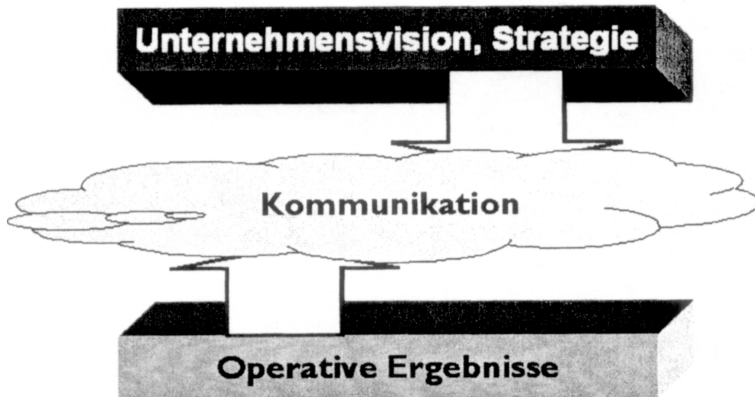 Unternehmensvision, Strategie
Kommunikation
Operative Ergebnisse